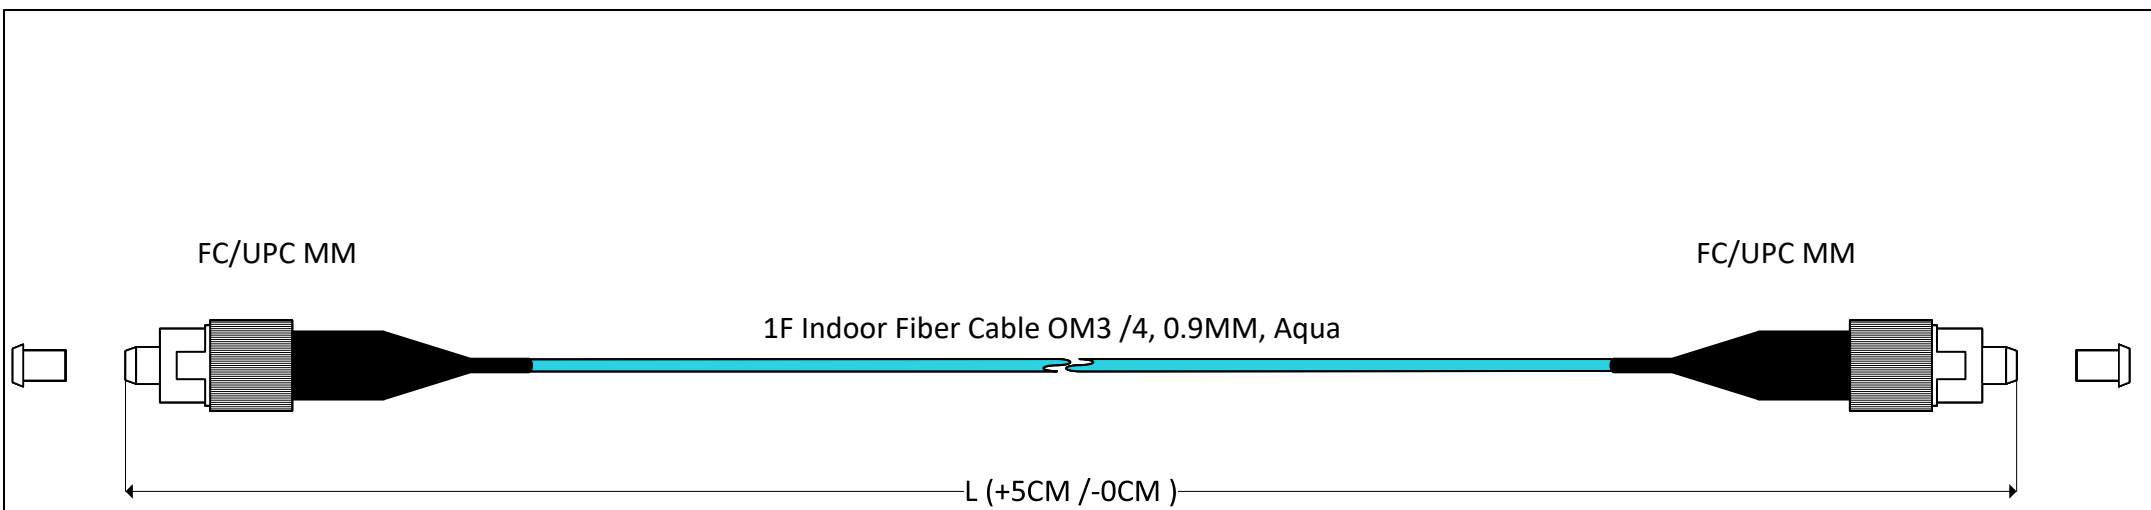 FC/UPC MM
FC/UPC MM
1F Indoor Fiber Cable OM3 /4, 0.9MM, Aqua
L (+5CM /-0CM )